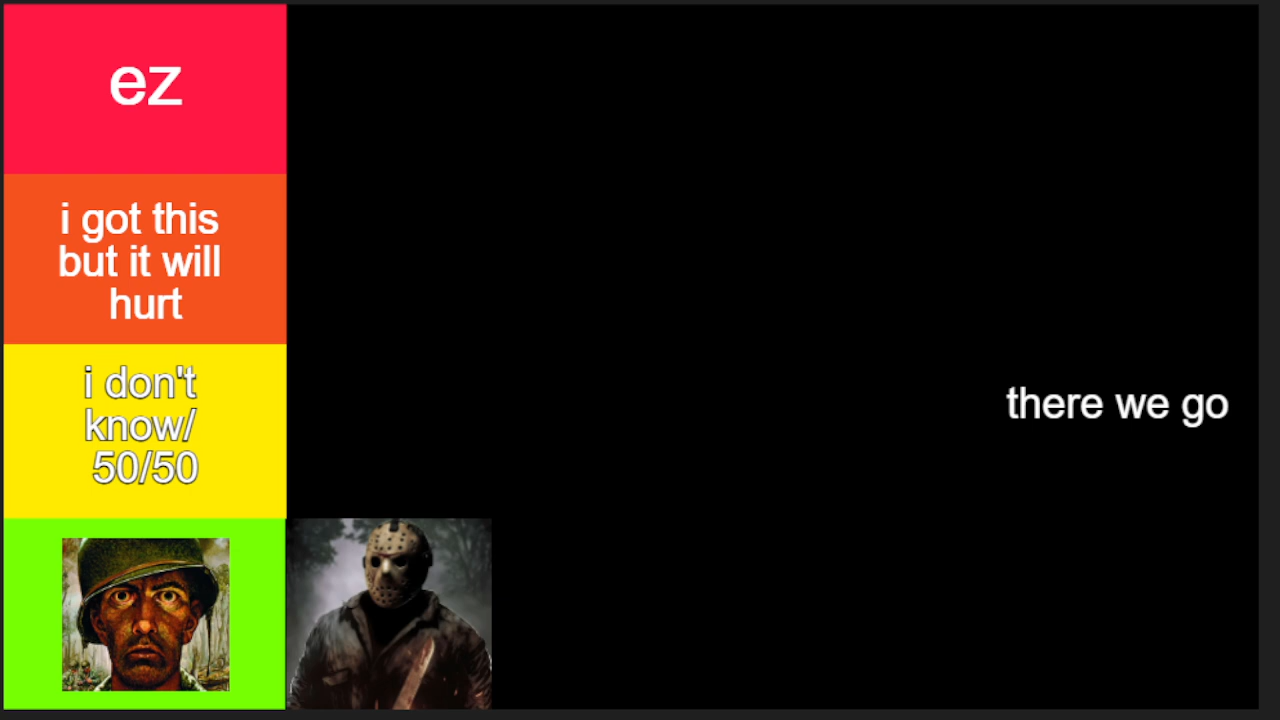 ez
i got this
but it will
hurt
i don't
know/
50/50
there we go